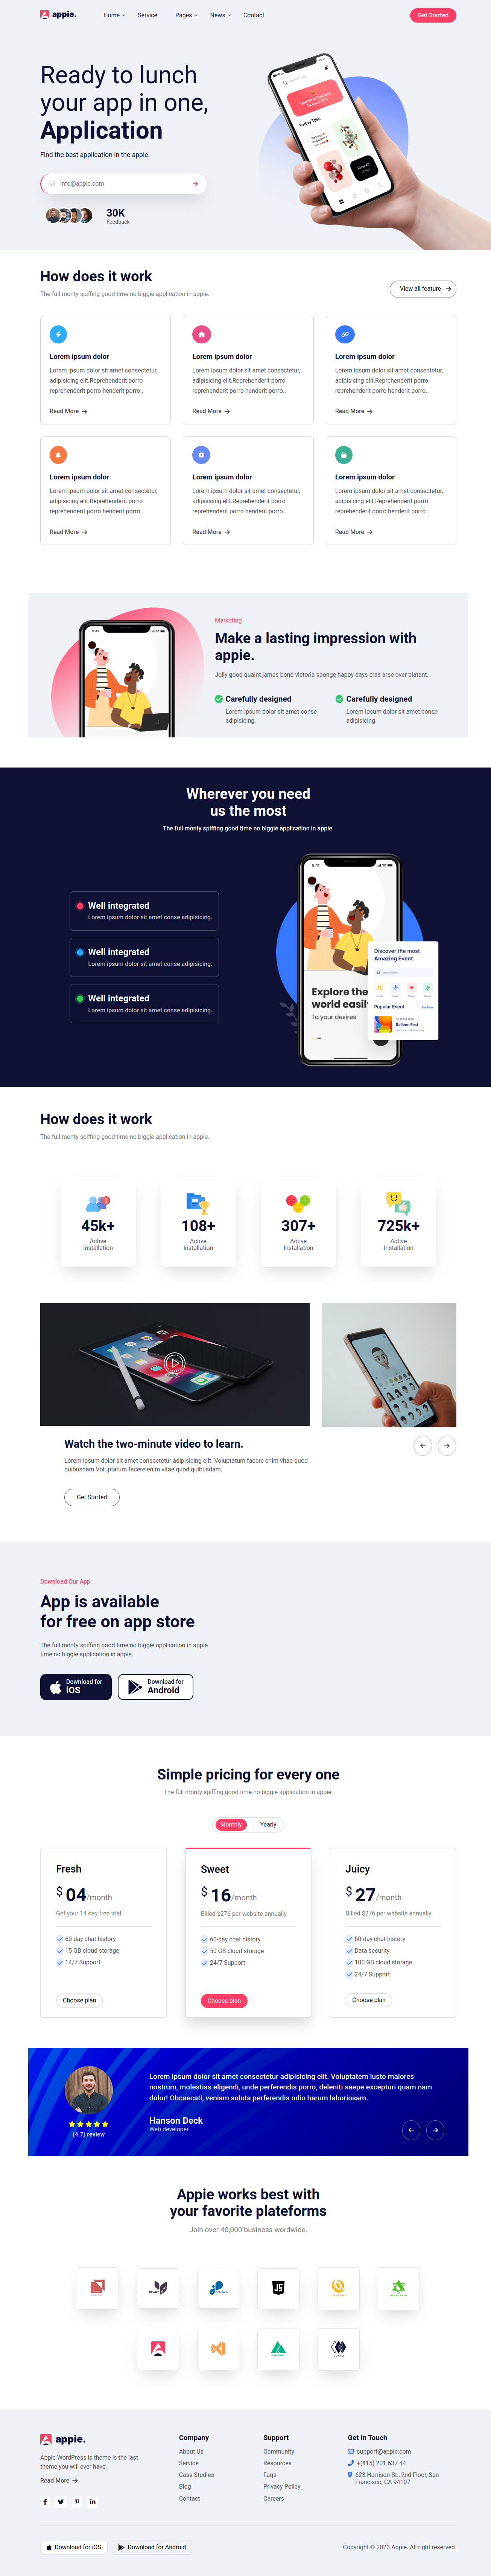 appie.
Home
Service
Pages
News
Contact
Get Started
Ready to lunch
your app in one,
Application
Find the best application in the appie.
info@appie.com
30K
Feedback
How does it work
The full monty spiffing good time no biggie application in appie.
View all feature
Lorem ipsum dolor
Lorem ipsum dolor sit amet consectetur,
adipisicing elit.Reprehenderit porro
reprehenderit porro henderit porro..
Read More
Lorem ipsum dolor
Lorem ipsum dolor sit amet consectetur,
adipisicing elit.Reprehenderit porro
reprehenderit porro henderit porro..
Read More
Lorem ipsum dolor
Lorem ipsum dolor sit amet consectetur,
adipisicing elit.Reprehenderit porro
reprehenderit porro henderit porro..
Read More
Lorem ipsum dolor
Lorem ipsum dolor sit amet consectetur,
adipisicing elit.Reprehenderit porro
reprehenderit porro henderit porro..
Read More
Lorem ipsum dolor
Lorem ipsum dolor sit amet consectetur,
adipisicing elit.Reprehenderit porro
reprehenderit porro henderit porro..
Read More
Lorem ipsum dolor
Lorem ipsum dolor sit amet consectetur,
adipisicing elit.Reprehenderit porro
reprehenderit porro henderit porro..
Read More
9:41
Marketing
Make a lasting impression with
appie.
Jolly good quaint james bond victoria sponge happy days cras arse over blatant.
Carefully designed
Lorem ipsum dolor sit amet conse
adipisicing.
Carefully designed
Lorem ipsum dolor sit amet conse
adipisicing.
Wherever you need
us the most
The full monty spiffing good time no biggie application in appie.
Well integrated
Lorem ipsum dolor sit amet conse adipisicing.
Well integrated
Lorem ipsum dolor sit amet conse adipisicing.
Well integrated
Lorem ipsum dolor sit amet conse adipisicing.
9:41
Explore the
world easily
To your desires
Discover the most
Amazing Event
Popular Event
See More
Balloon Fest
How does it work
The full monty spiffing good time no biggie application in appie.
45k+
Active
Installation
108+
Active
Installation
307+
Active
Installation
725k+
Active
Installation
Watch the two-minute video to learn.
Lorem ipsum dolor sit amet consectetur adipisicing elit. Voluptatum facere enim vitae quod
quibusdam Voluptatum facere enim vitae quod quibusdam.
Get Started
Download Our App
App is available
for free on app store
The full monty spiffing good time no biggie application in appie
time no biggie application in appie.
Download for
iOS
Download for
Android
Simple pricing for every one
The full monty spiffing good time no biggie application in appie.
Monthly
Yearly
Fresh
$ 04/month
Get your 14 day free trial
60-day chat history
15 GB cloud storage
14/7 Support
Choose plan
Sweet
$ 16/month
Billed $276 per website annually
60-day chat history
50 GB cloud storage
24/7 Support
Choose plan
Juicy
$ 27/month
Billed $276 per website annually
60-day chat history
Data security
100 GB cloud storage
24/7 Support
Choose plan
(4.7) review
Lorem ipsum dolor sit amet consectetur adipisicing elit. Voluptatem iusto maiores
nostrum, molestias eligendi, unde perferendis porro, deleniti saepe excepturi quam nam
dolor! Obcaecati, veniam soluta perferendis odio harum laboriosam.
Hanson Deck
Web developer
Appie works best with
your favorite plateforms
Join over 40,000 business wordwide.
appie.
Appie WordPress is theme is the last
theme you will ever have.
Read More
Company
About Us
Service
Case Studies
Blog
Contact
Support
Community
Resources
Faqs
Privacy Policy
Careers
Get In Touch
support@appie.com
+(415) 201 637 44
623 Harrison St., 2nd Floor, San
Francisco, CA 94107
Download for iOS
Download for Android
Copyright © 2023 Appie. All right reserved.